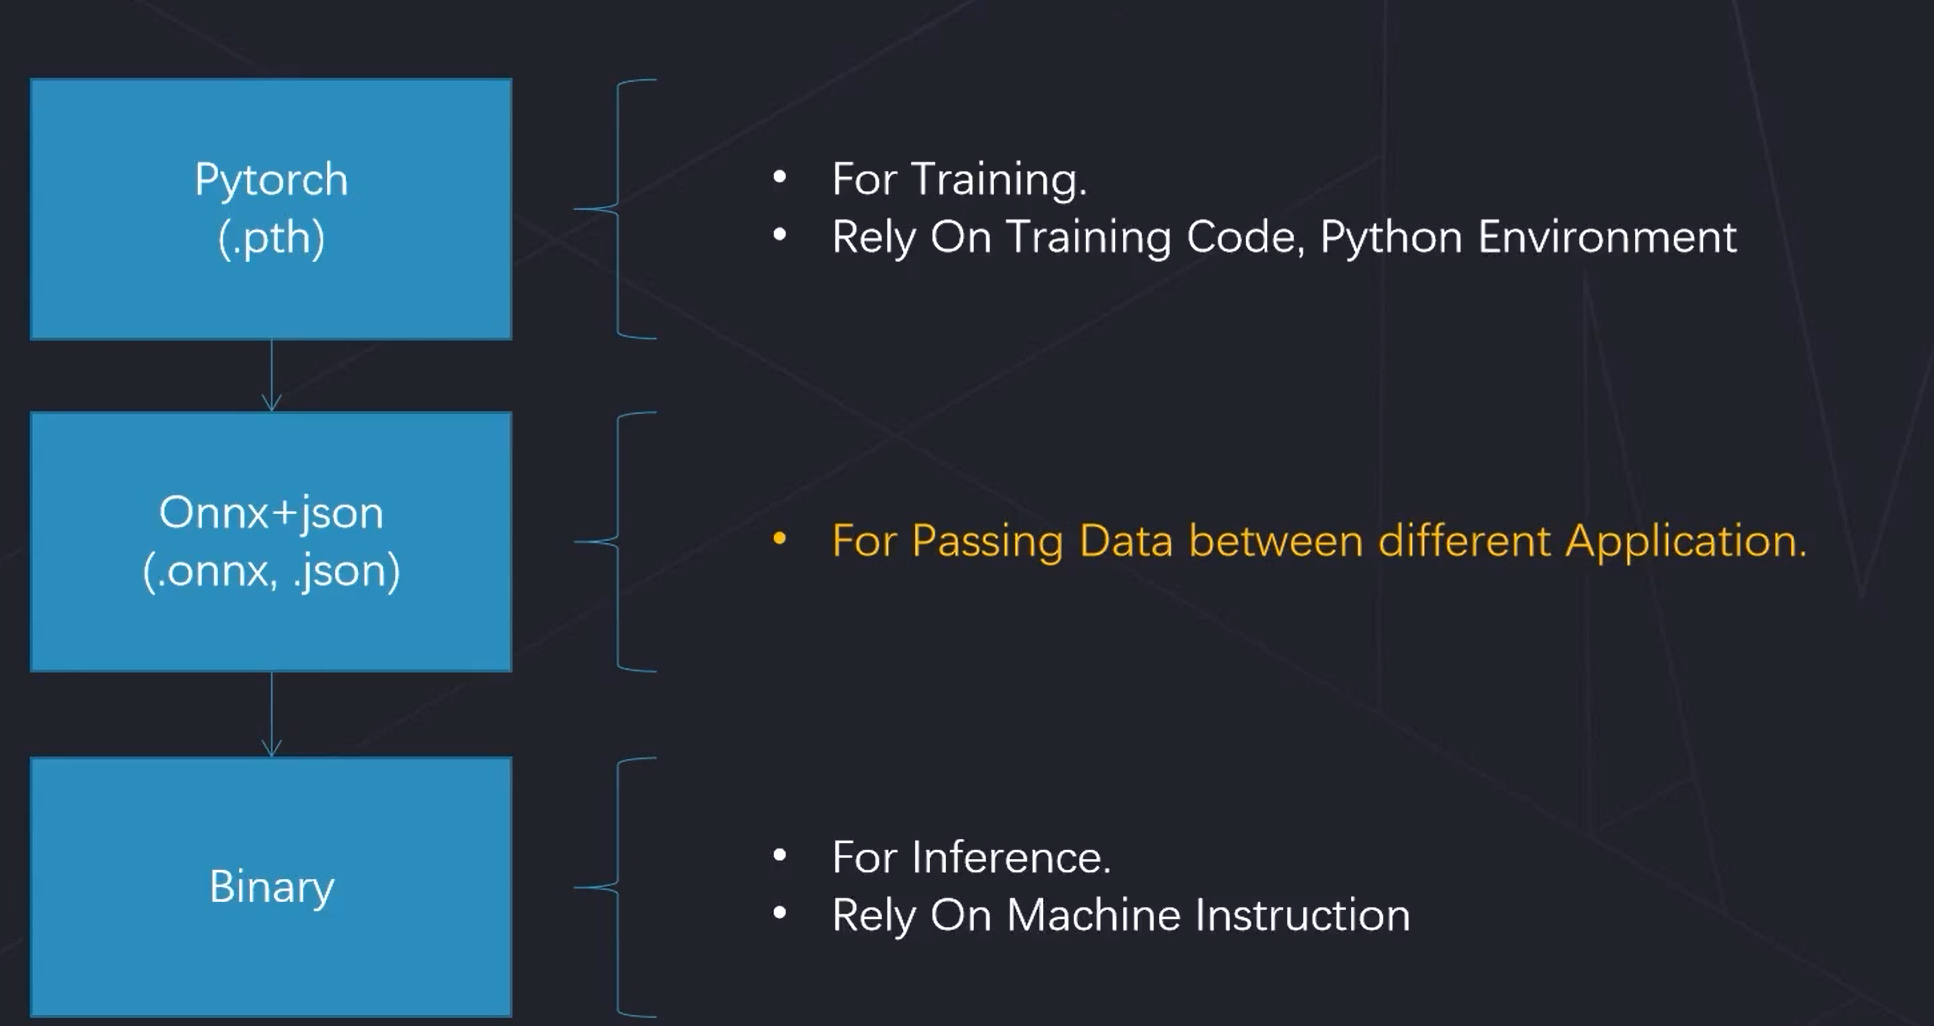 Pytorch
(.pth)
• For Training.
• Rely On Training Code, Python Environment
Onnx+json
(.onnx, .json)
• For Passing Data between different Application.
Binary
• For Inference.
• Rely On Machine Instruction